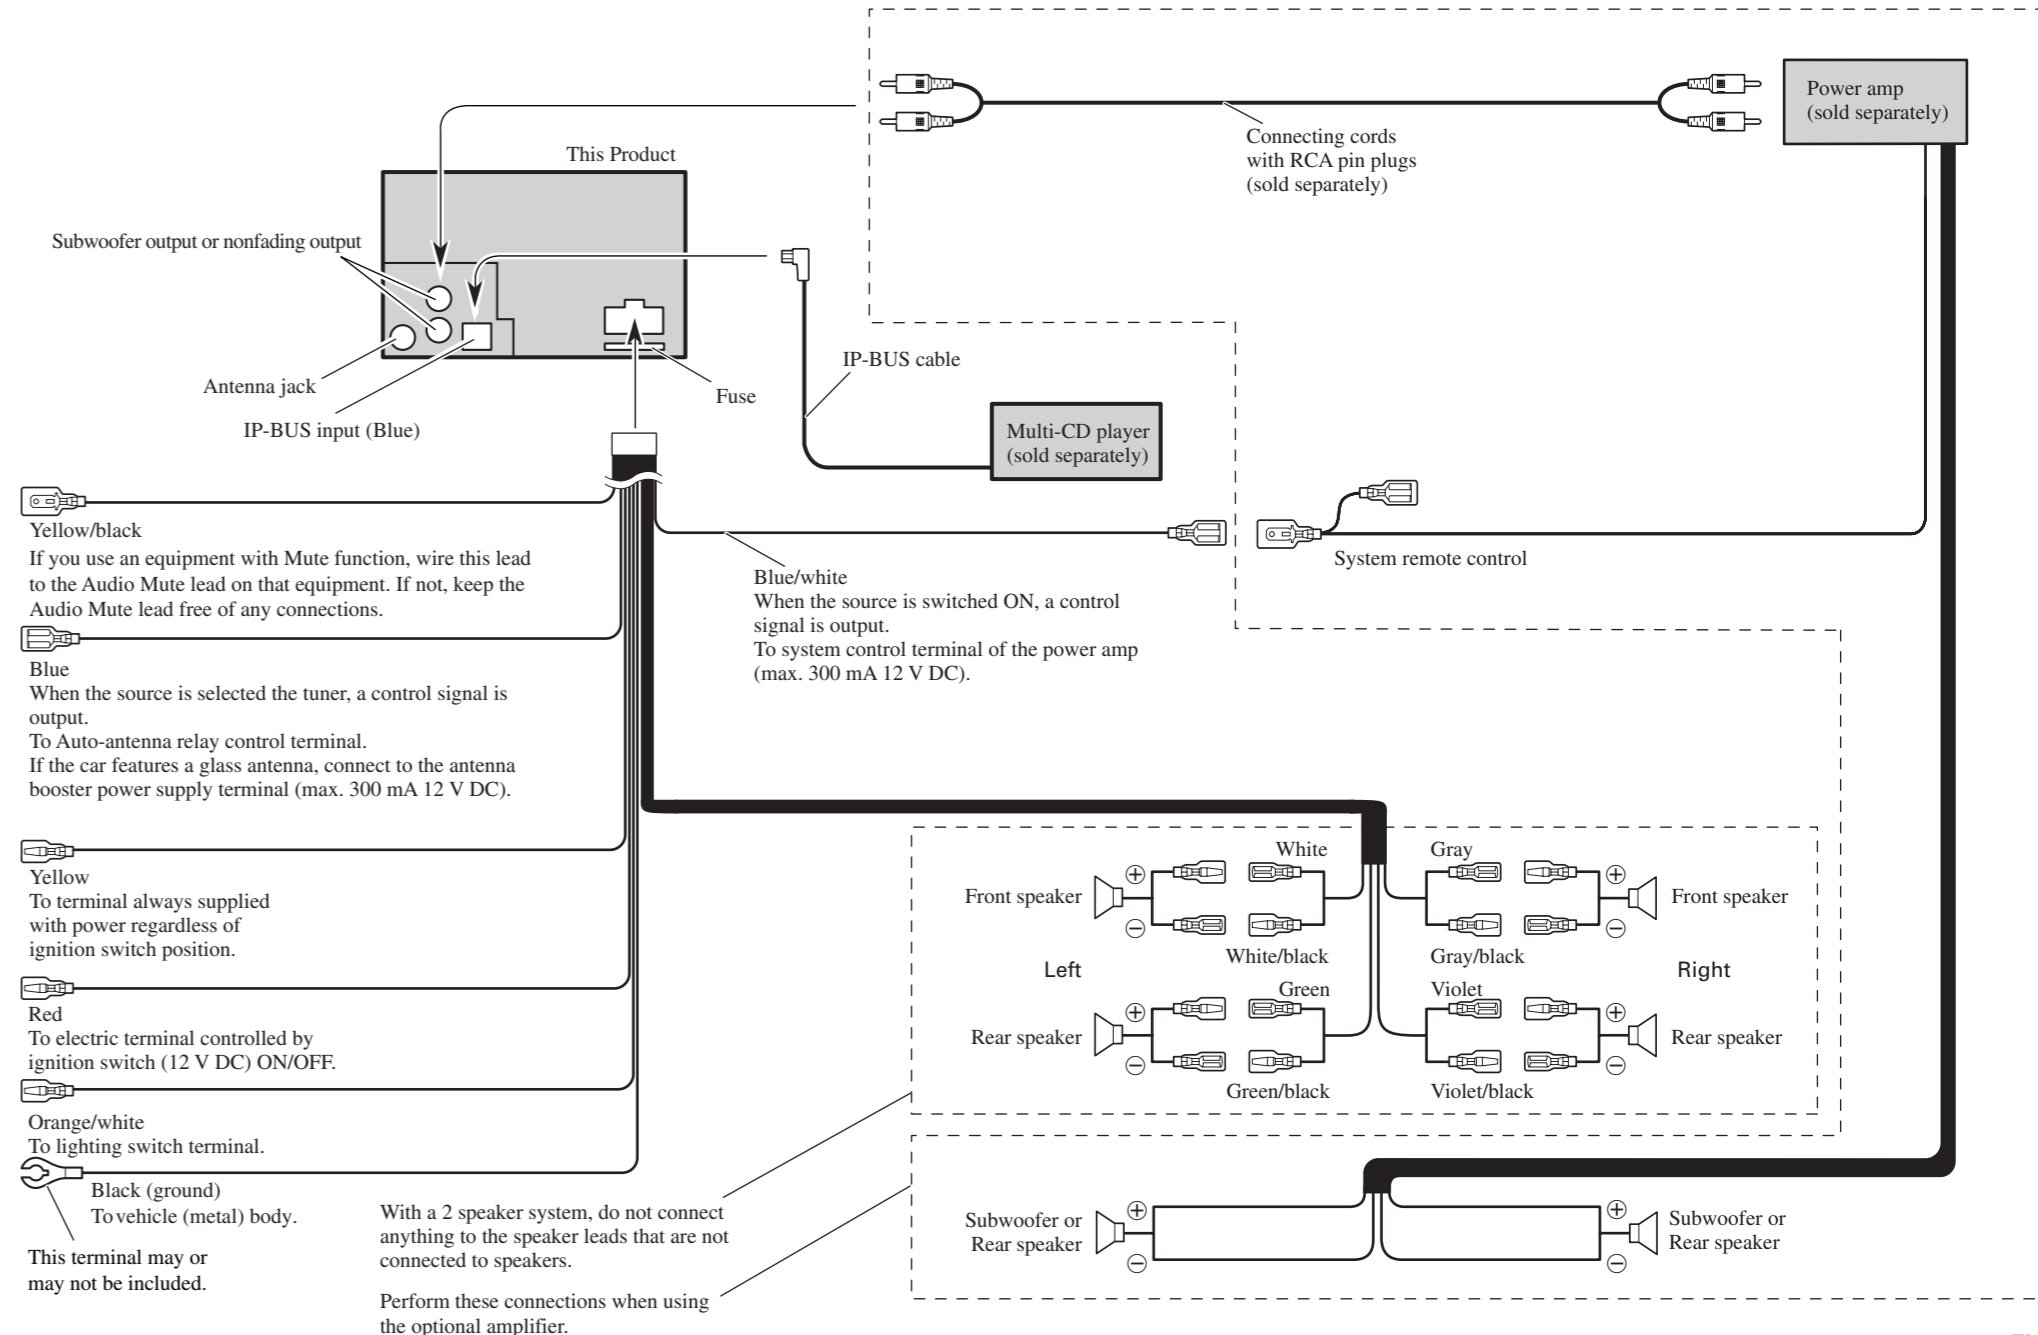 Power amp
(sold separately)
Connecting cords
with RCA pin plugs
(sold separately)
This Product
Subwoofer output or nonfading output
Antenna jack
IP-BUS input (Blue)
Fuse
IP-BUS cable
Multi-CD player
(sold separately)
Yellow/black
If you use an equipment with Mute function, wire this lead
to the Audio Mute lead on that equipment. If not, keep the
Audio Mute lead free of any connections.
System remote control
Blue/white
When the source is switched ON, a control
signal is output.
To system control terminal of the power amp
(max. 300 mA 12 V DC).
Blue
When the source is selected the tuner, a control signal is
output.
To Auto-antenna relay control terminal.
If the car features a glass antenna, connect to the antenna
booster power supply terminal (max. 300 mA 12 V DC).
Yellow
To terminal always supplied
with power regardless of
ignition switch position.
Red
To electric terminal controlled by
ignition switch (12 V DC) ON/OFF.
Orange/white
To lighting switch terminal.
Black (ground)
To vehicle (metal) body.
This terminal may or
may not be included.
White
Gray
Front speaker
+
+
Front speaker
−
−
White/black
Gray/black
Left
Right
Green
Violet
Rear speaker
+
+
Rear speaker
−
−
Green/black
Violet/black
With a 2 speaker system, do not connect
anything to the speaker leads that are not
connected to speakers.
Perform these connections when using
the optional amplifier.
Subwoofer or
Rear speaker
+
+
Subwoofer or
Rear speaker
−
−